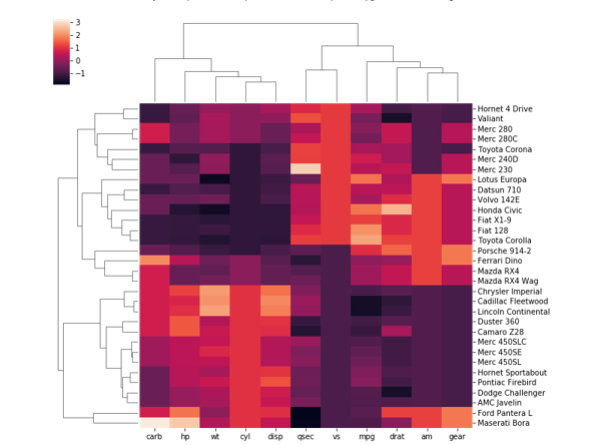 3
2
1
0
−1
Hornet 4 Drive
Valiant
Merc 280
Merc 280C
Toyota Corona
Merc 240D
Merc 230
Lotus Europa
Datsun 710
Volvo 142E
Honda Civic
Fiat X1-9
Fiat 128
Toyota Corolla
Porsche 914-2
Ferrari Dino
Mazda RX4
Mazda RX4 Wag
Chrysler Imperial
Cadillac Fleetwood
Lincoln Continental
Duster 360
Camaro Z28
Merc 450SLC
Merc 450SE
Merc 450SL
Hornet Sportabout
Pontiac Firebird
Dodge Challenger
AMC Javelin
Ford Pantera L
Maserati Bora
carb hp wt cyl disp qsec vs mpg drat am gear